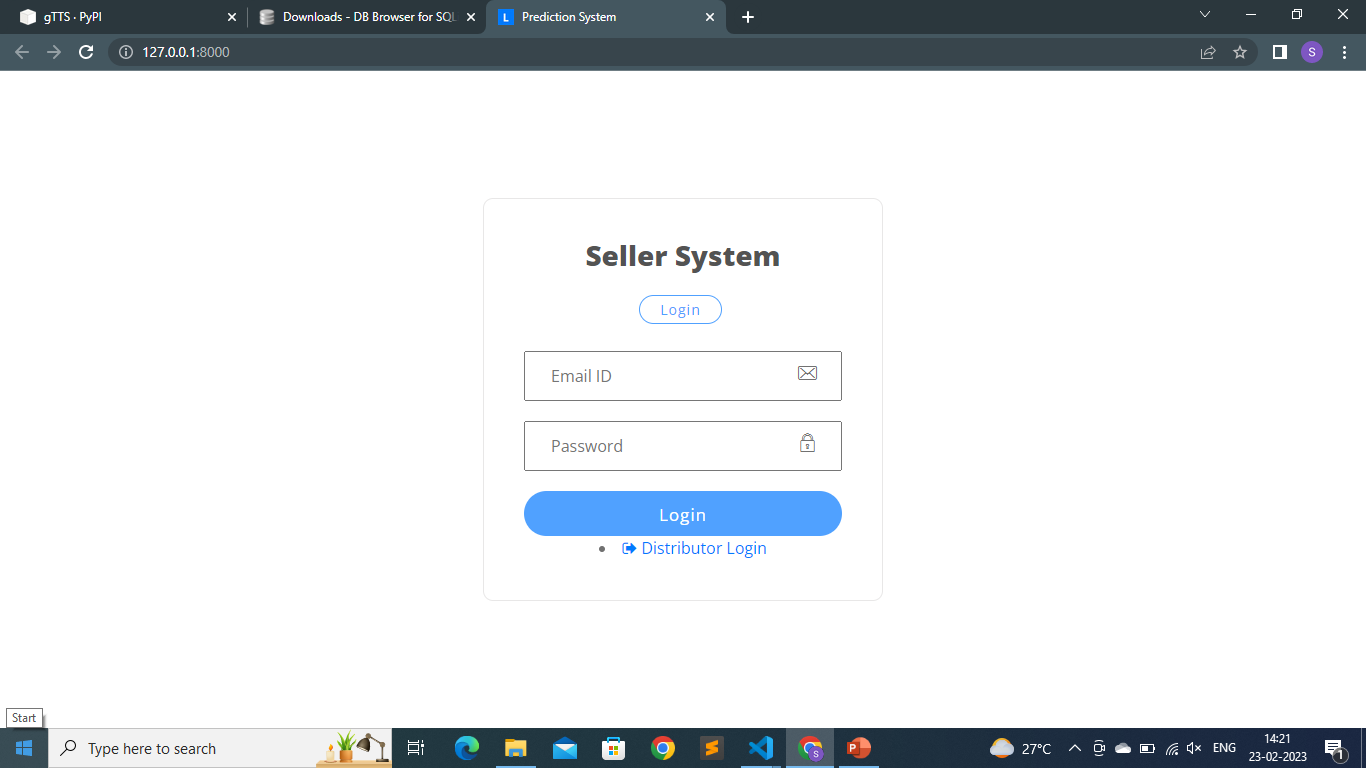 gTTS · PyPI
Downloads - DB Browser for SQL
L
Prediction System
127.0.0.1:8000
S
Seller System
Login
Email ID
Password
Login
Distributor Login
Start
Type here to search
S
P
27°C
ENG
14:21
23-02-2023
1